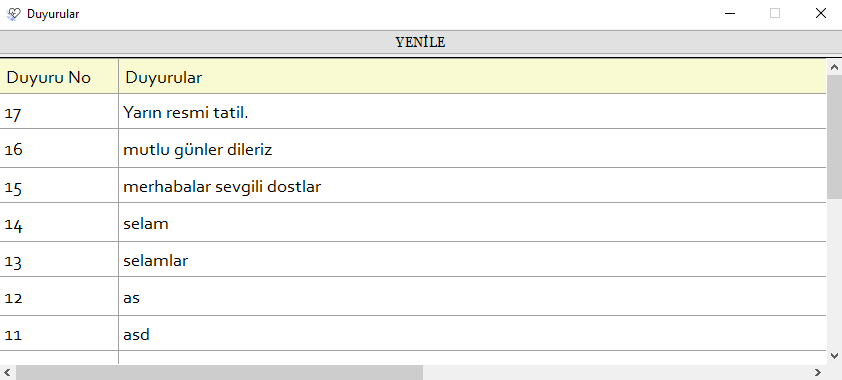 Duyurular
YENİLE
Duyuru No Duyurular
17 Yarın resmi tatil.
16 mutlu günler dileriz
15 merhabalar sevgili dostlar
14 selam
13 selamlar
12 as
11 asd